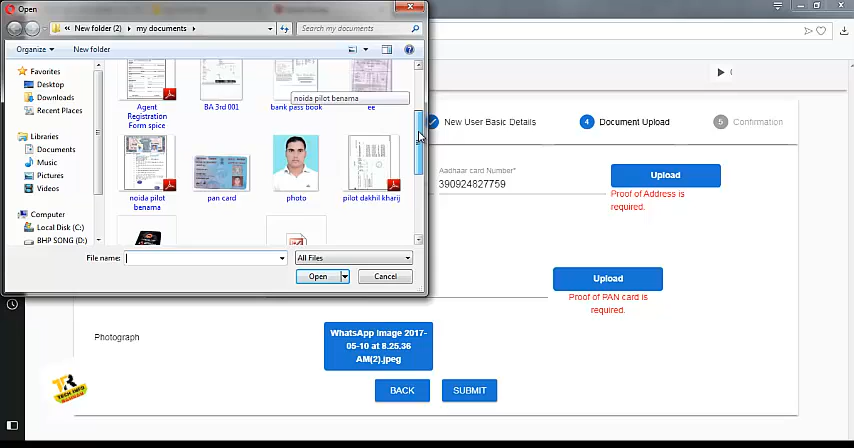 Open
« New folder (2) ▸ my documents ▸
Search my documents
Organize
New folder
Favorites
Desktop
Downloads
Recent Places
Libraries
Documents
Music
Pictures
Videos
Computer
Local Disk (C:)
BHP SONG (D:)
Agent
Registration
Form spice
BA 3rd 001
bank pass book
ee
noida pilot benama
noida pilot
benama
pan card
photo
pilot dakhil kharij
File name:
All Files
Open
Cancel
New User Basic Details
4
Document Upload
5
Confirmation
Aadhaar card Number*
390924827759
Upload
Proof of Address is
required.
Upload
Proof of PAN card is
required.
Photograph
WhatsApp Image 2017-
05-10 at 8.25.36
AM(2).jpeg
BACK
SUBMIT
TECH INFO